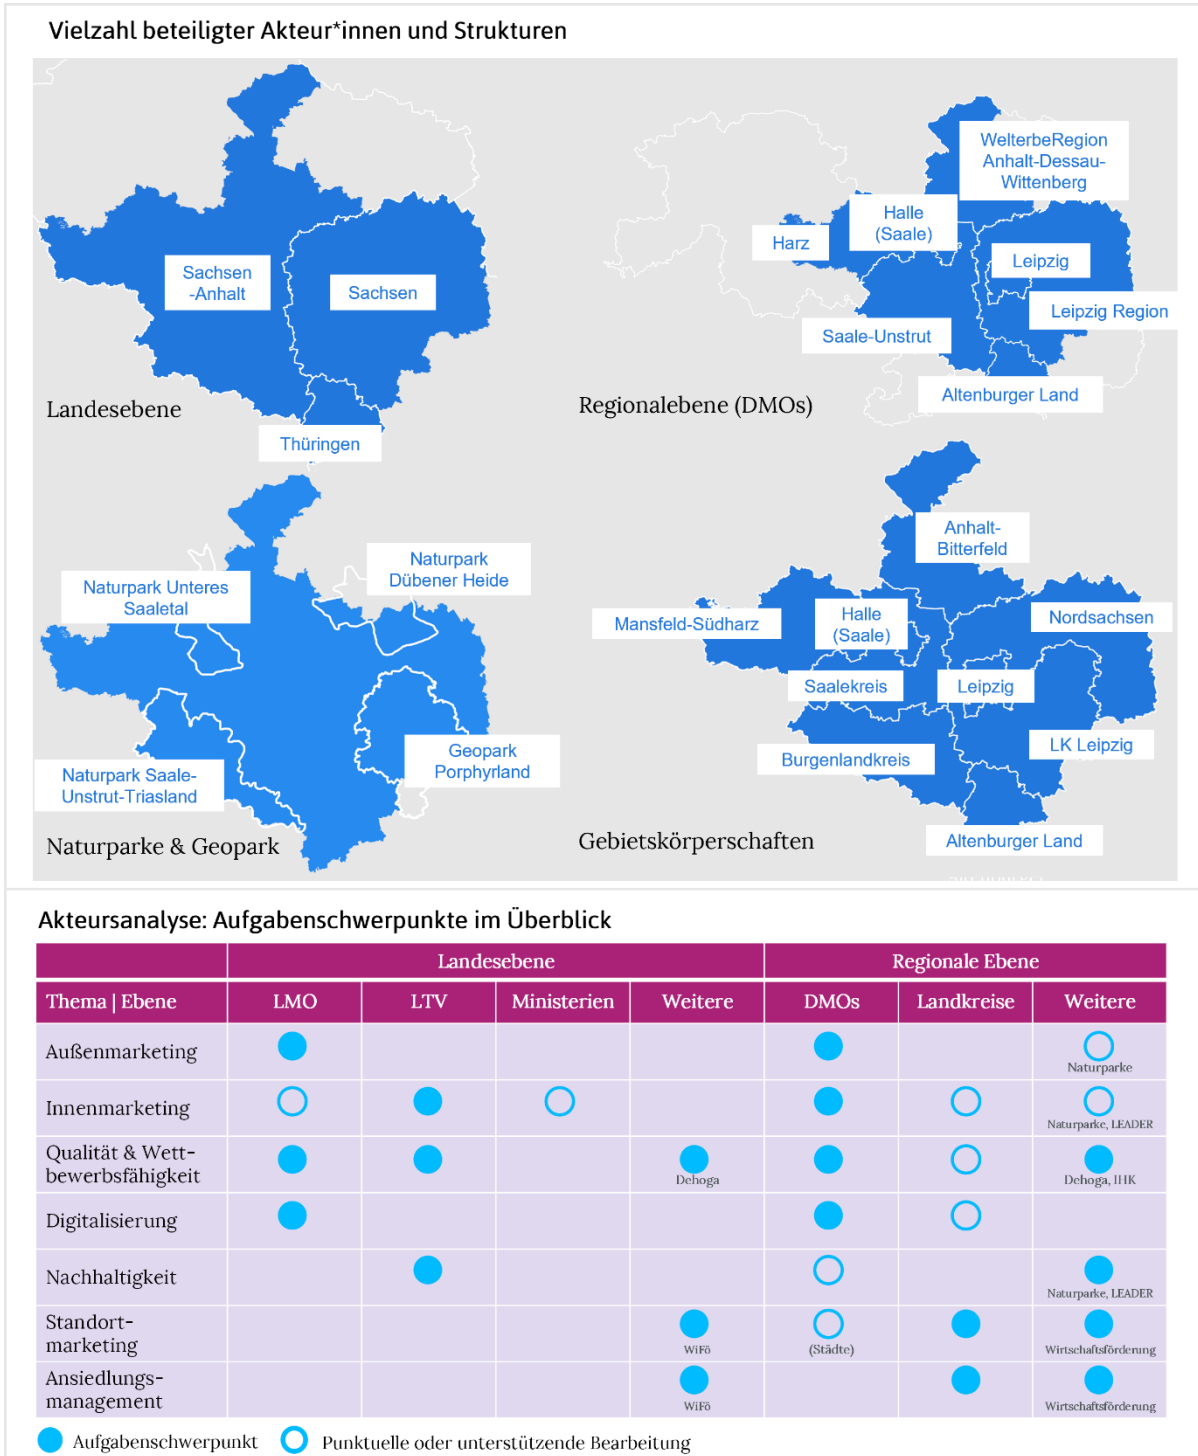 Vielzahl beteiligter Akteur*innen und Strukturen
Sachsen
-Anhalt
Sachsen
Thüringen
Landesebene
WelterbeRegion
Anhalt-Dessau-
Wittenberg
Halle
(Saale)
Harz
Leipzig
Leipzig Region
Saale-Unstrut
Altenburger Land
Regionalebene (DMOs)
Naturpark Unteres
Saaletal
Naturpark
Dübener Heide
Geopark
Porphyrland
Naturpark Saale-
Unstrut-Triasland
Naturparke & Geopark
Anhalt-
Bitterfeld
Mansfeld-Südharz
Halle
(Saale)
Nordsachsen
Saalekreis
Leipzig
LK Leipzig
Burgenlandkreis
Altenburger Land
Gebietskörperschaften
Akteursanalyse: Aufgabenschwerpunkte im Überblick
Landesebene Regionale Ebene
Thema | Ebene LMO LTV Ministerien Weitere DMOs Landkreise Weitere
Außenmarketing
Naturparke
Innenmarketing
Naturparke, LEADER
Qualität & Wett-
bewerbsfähigkeit
Dehoga Dehoga, IHK
Digitalisierung
Nachhaltigkeit
Naturparke, LEADER
Standort-
marketing
WiFö (Städte) Wirtschaftsförderung
Ansiedlungs-
management
WiFö Wirtschaftsförderung
Aufgabenschwerpunkt Punktuelle oder unterstützende Bearbeitung